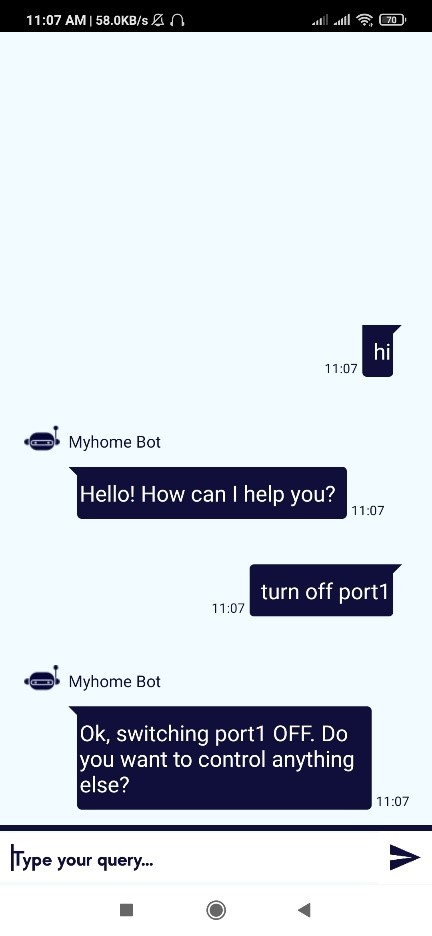 11:07 AM | 58.0KB/s 70
hi
11:07
Myhome Bot
Hello! How can I help you?
11:07
turn off port1
11:07
Myhome Bot
Ok, switching port1 OFF. Do
you want to control anything
else?
11:07
Type your query...